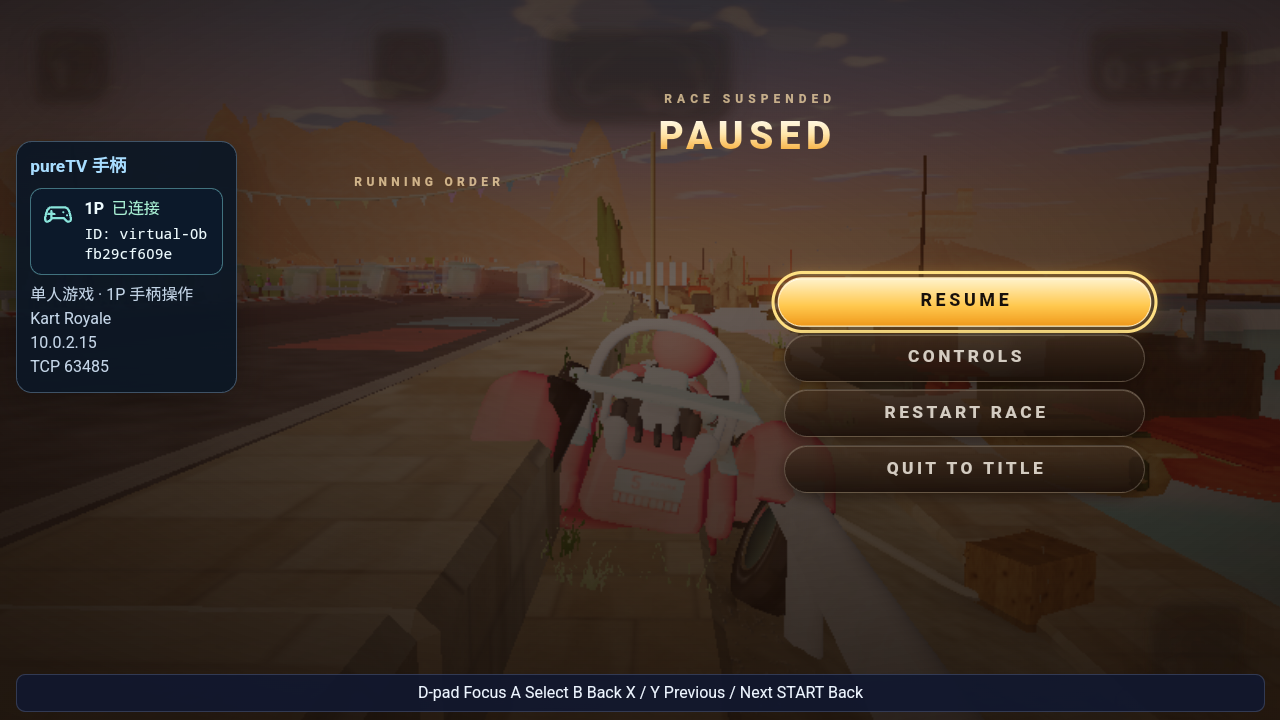 RACE SUSPENDED
PAUSED
RUNNING ORDER
pureTV 手柄
1P 已连接
ID: virtual-0b
fb29cf609e
单人游戏 · 1P 手柄操作
Kart Royale
10.0.2.15
TCP 63485
RESUME
CONTROLS
RESTART RACE
QUIT TO TITLE
D-pad Focus A Select B Back X / Y Previous / Next START Back